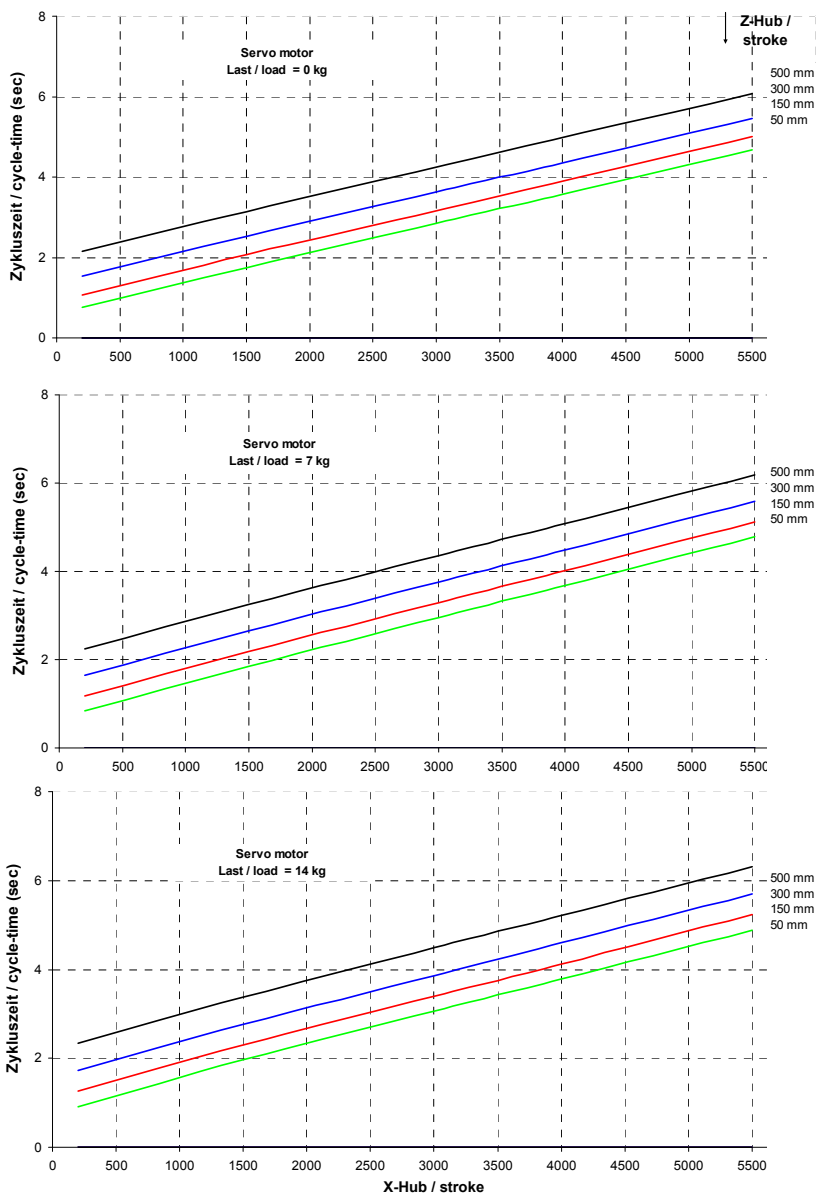 8
Z-Hub /
stroke
Servo motor
Last / load = 0 kg
500 mm
300 mm
150 mm
50 mm
6
4
2
0
Zykluszeit / cycle-time (sec)
0 500 1000 1500 2000 2500 3000 3500 4000 4500 5000 5500
8
Servo motor
Last / load = 7 kg
500 mm
300 mm
150 mm
50 mm
6
4
2
0
Zykluszeit / cycle-time (sec)
0 500 1000 1500 2000 2500 3000 3500 4000 4500 5000 5500
8
Servo motor
Last / load = 14 kg
500 mm
300 mm
150 mm
50 mm
6
4
2
0
Zykluszeit / cycle-time (sec)
0 500 1000 1500 2000 2500 3000 3500 4000 4500 5000 5500
X-Hub / stroke